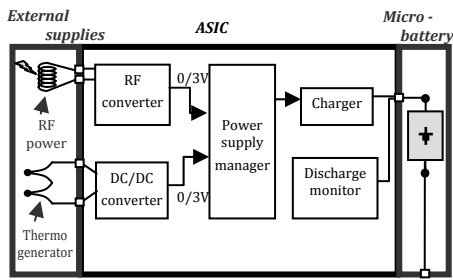 External
supplies
ASIC
Micro -
battery
RF
converter
0/3V
RF
power
Power
supply
manager
Charger
DC/DC
converter
0/3V
Discharge
monitor
Thermo
generator